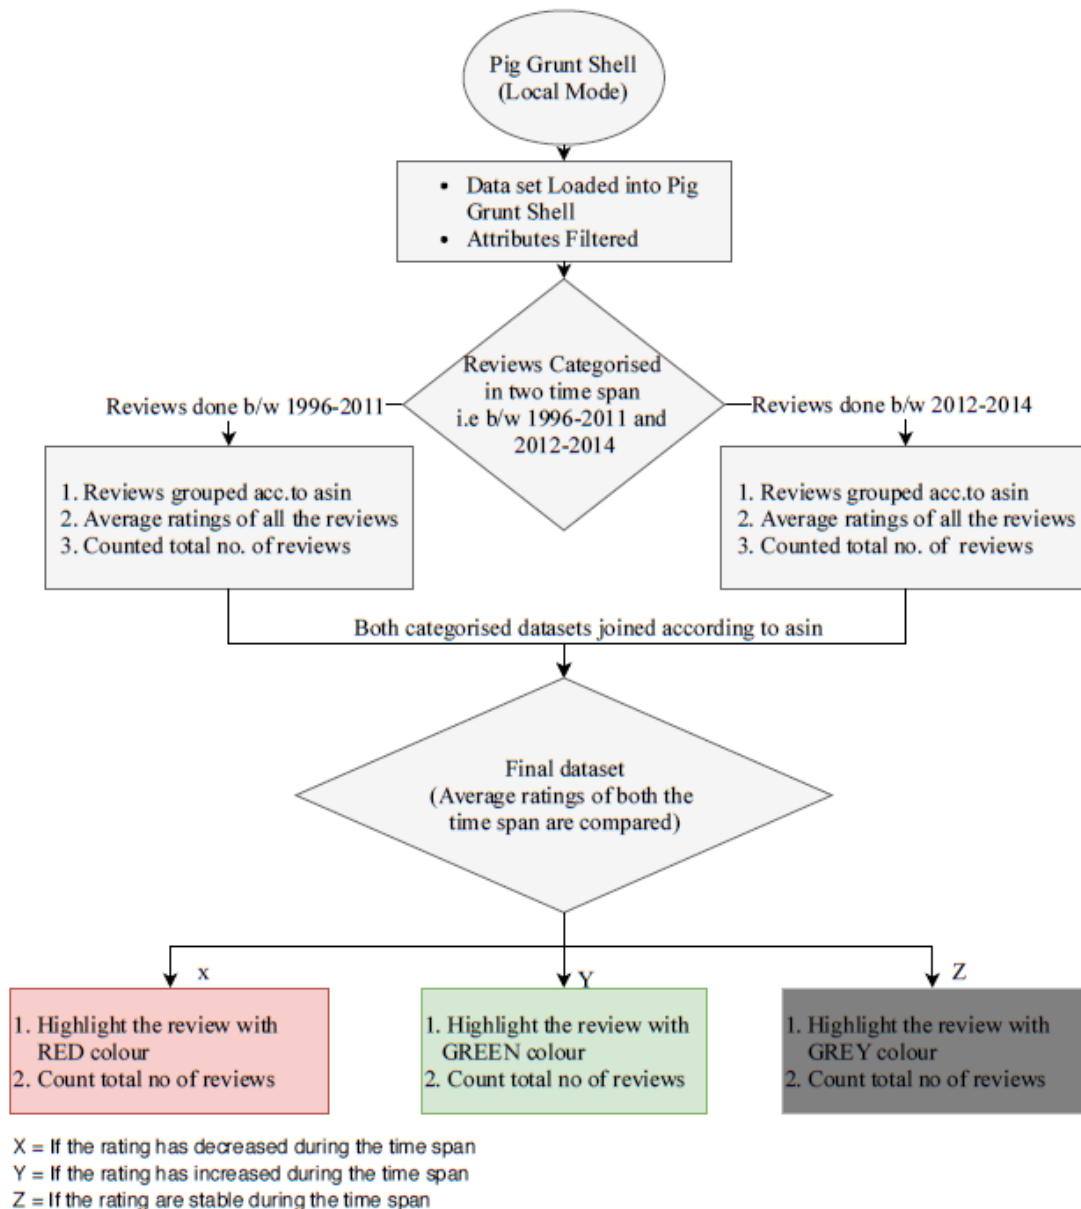 Pig Grunt Shell
(Local Mode)
• Data set Loaded into Pig
Grunt Shell
• Attributes Filtered
Reviews Categorised
in two time span
i.e b/w 1996-2011 and
2012-2014
Reviews done b/w 1996-2011
Reviews done b/w 2012-2014
1. Reviews grouped acc.to asin
2. Average ratings of all the reviews
3. Counted total no. of reviews
1. Reviews grouped acc.to asin
2. Average ratings of all the reviews
3. Counted total no. of reviews
Both categorised datasets joined according to asin
Final dataset
(Average ratings of both the
time span are compared)
x
Y
Z
1. Highlight the review with
RED colour
2. Count total no of reviews
1. Highlight the review with
GREEN colour
2. Count total no of reviews
1. Highlight the review with
GREY colour
2. Count total no of reviews
X = If the rating has decreased during the time span
Y = If the rating has increased during the time span
Z = If the rating are stable during the time span